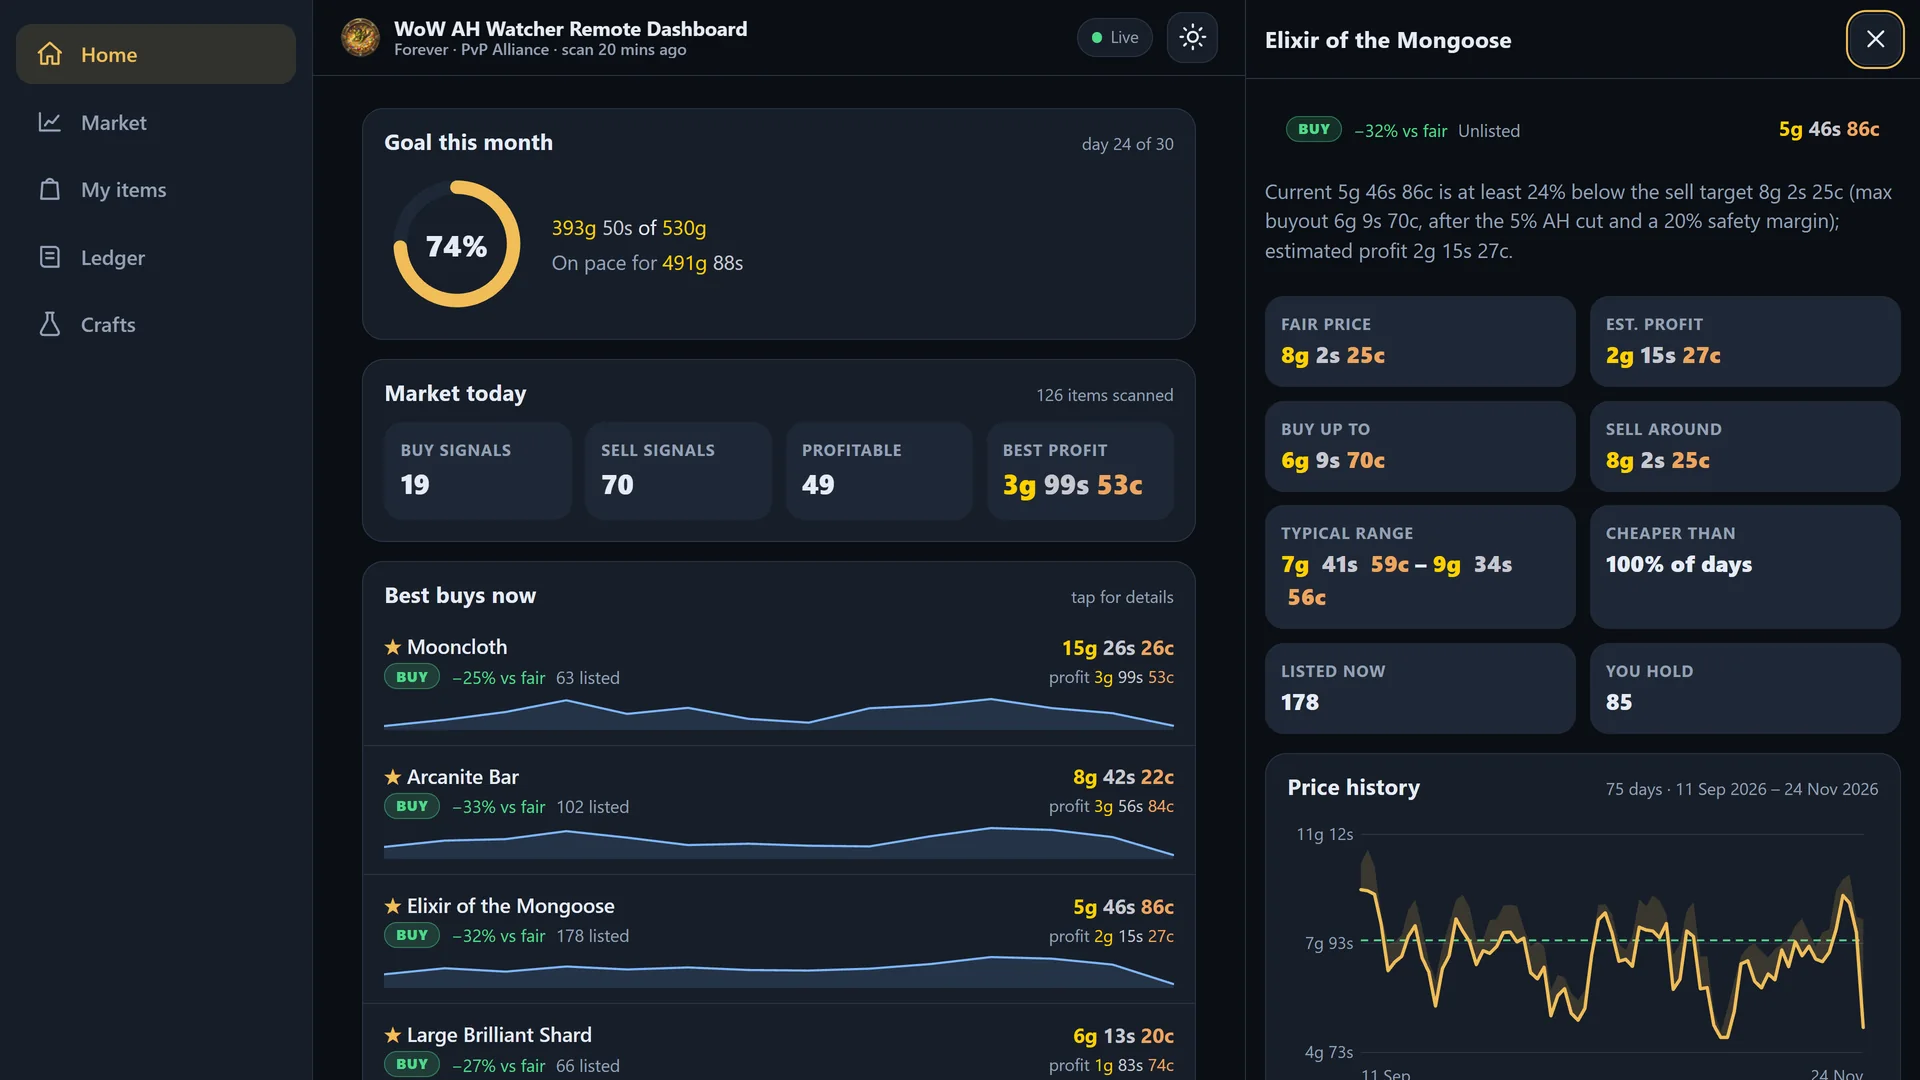 Home
Market
My items
Ledger
Crafts
WoW AH Watcher Remote Dashboard
Forever · PvP Alliance · scan 20 mins ago
Live
Goal this month
day 24 of 30
74%
393g 50s of 530g
On pace for 491g 88s
Market today
126 items scanned
BUY SIGNALS
19
SELL SIGNALS
70
PROFITABLE
49
BEST PROFIT
3g 99s 53c
Best buys now
tap for details
★ Mooncloth
15g 26s 26c
BUY −25% vs fair 63 listed
profit 3g 99s 53c
★ Arcanite Bar
8g 42s 22c
BUY −33% vs fair 102 listed
profit 3g 56s 84c
★ Elixir of the Mongoose
5g 46s 86c
BUY −32% vs fair 178 listed
profit 2g 15s 27c
★ Large Brilliant Shard
6g 13s 20c
BUY −27% vs fair 66 listed
profit 1g 83s 74c
Elixir of the Mongoose
BUY −32% vs fair Unlisted
5g 46s 86c
Current 5g 46s 86c is at least 24% below the sell target 8g 2s 25c (max
buyout 6g 9s 70c, after the 5% AH cut and a 20% safety margin);
estimated profit 2g 15s 27c.
FAIR PRICE
8g 2s 25c
EST. PROFIT
2g 15s 27c
BUY UP TO
6g 9s 70c
SELL AROUND
8g 2s 25c
TYPICAL RANGE
7g 41s 59c – 9g 34s
56c
CHEAPER THAN
100% of days
LISTED NOW
178
YOU HOLD
85
Price history
75 days · 11 Sep 2026 – 24 Nov 2026
11g 12s
7g 93s
4g 73s
11 Sep
24 Nov